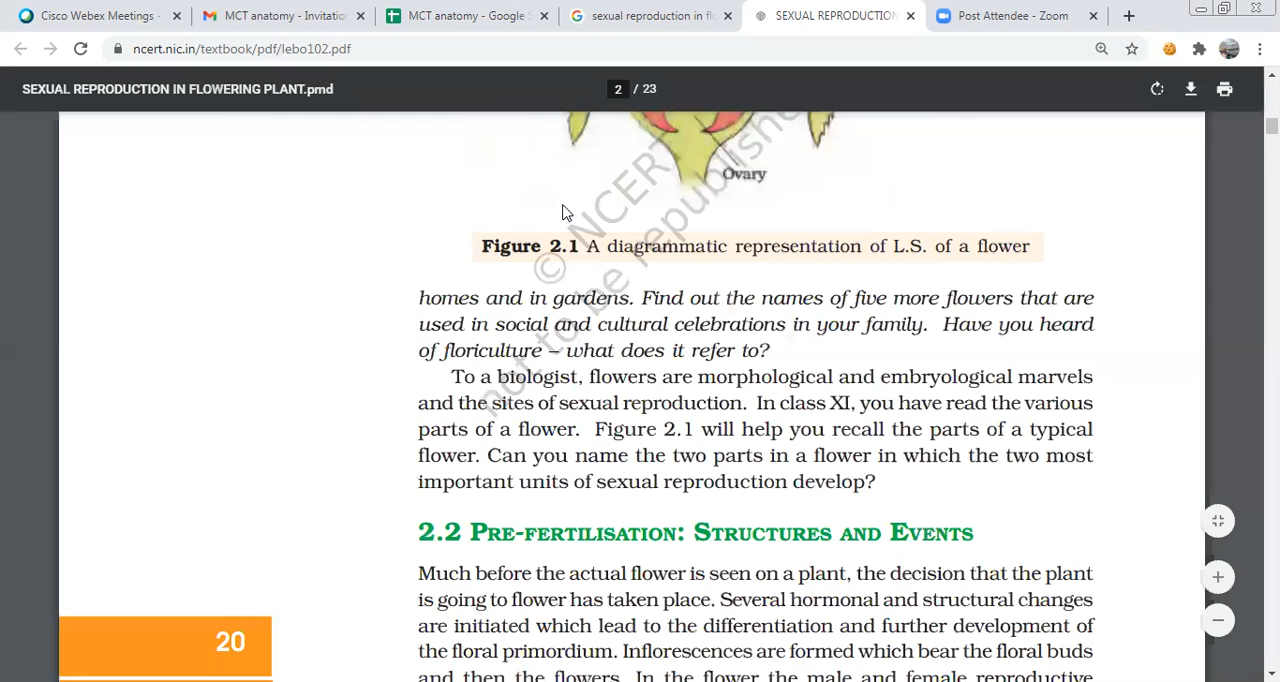 Cisco Webex Meetings -
MCT anatomy - Invitatio
MCT anatomy - Google S
sexual reproduction in fl
SEXUAL REPRODUCTION
Post Attendee - Zoom
ncert.nic.in/textbook/pdf/lebo102.pdf
SEXUAL REPRODUCTION IN FLOWERING PLANT.pmd
2 / 23
Ovary
© NCERT
not to be republished
Figure 2.1 A diagrammatic representation of L.S. of a flower
homes and in gardens. Find out the names of five more flowers that are
used in social and cultural celebrations in your family. Have you heard
of floriculture – what does it refer to?
To a biologist, flowers are morphological and embryological marvels
and the sites of sexual reproduction. In class XI, you have read the various
parts of a flower. Figure 2.1 will help you recall the parts of a typical
flower. Can you name the two parts in a flower in which the two most
important units of sexual reproduction develop?
2.2 PRE-FERTILISATION: STRUCTURES AND EVENTS
Much before the actual flower is seen on a plant, the decision that the plant
is going to flower has taken place. Several hormonal and structural changes
are initiated which lead to the differentiation and further development of
the floral primordium. Inflorescences are formed which bear the floral buds
and then the flowers. In the flower the male and female reproductive
20